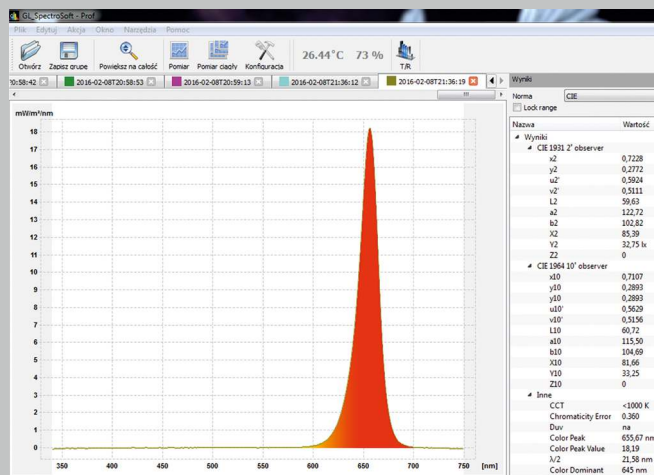 GL_SpectroSoft - Prof
Plik Edytuj Akcja Okno Narzędzia Pomoc
Otwórz Zapisz grupe Powieksz na całość Pomiar Pomiar ciagly Konfiguracja 26.44°C 73 % T/R
'0:58:42 2016-02-08T20:58:53 2016-02-08T20:59:13 2016-02-08T21:36:12 2016-02-08T21:36:19
mW/m²/nm
18
17
16
15
14
13
12
11
10
9
8
7
6
5
4
3
2
1
0
350 400 450 500 550 600 650 700 750 [nm]
Wyniki
Norma CIE
Lock range
Nazwa Wartość
Wyniki
CIE 1931 2° observer
x2 0,7228
y2 0,2772
u2' 0,5924
v2' 0,5111
L2 59,63
a2 122,72
b2 102,82
X2 85,39
Y2 32,75 lx
Z2 0
CIE 1964 10° observer
x10 0,7107
y10 0,2893
y10 0,2893
u10' 0,5629
v10' 0,5156
L10 60,72
a10 115,50
b10 104,69
X10 81,66
Y10 33,25
Z10 0
Inne
CCT <1000 K
Chromaticity Error 0.360
Duv na
Color Peak 655,67 nm
Color Peak Value 18,19
λ/2 21,58 nm
Color Dominant 645 nm